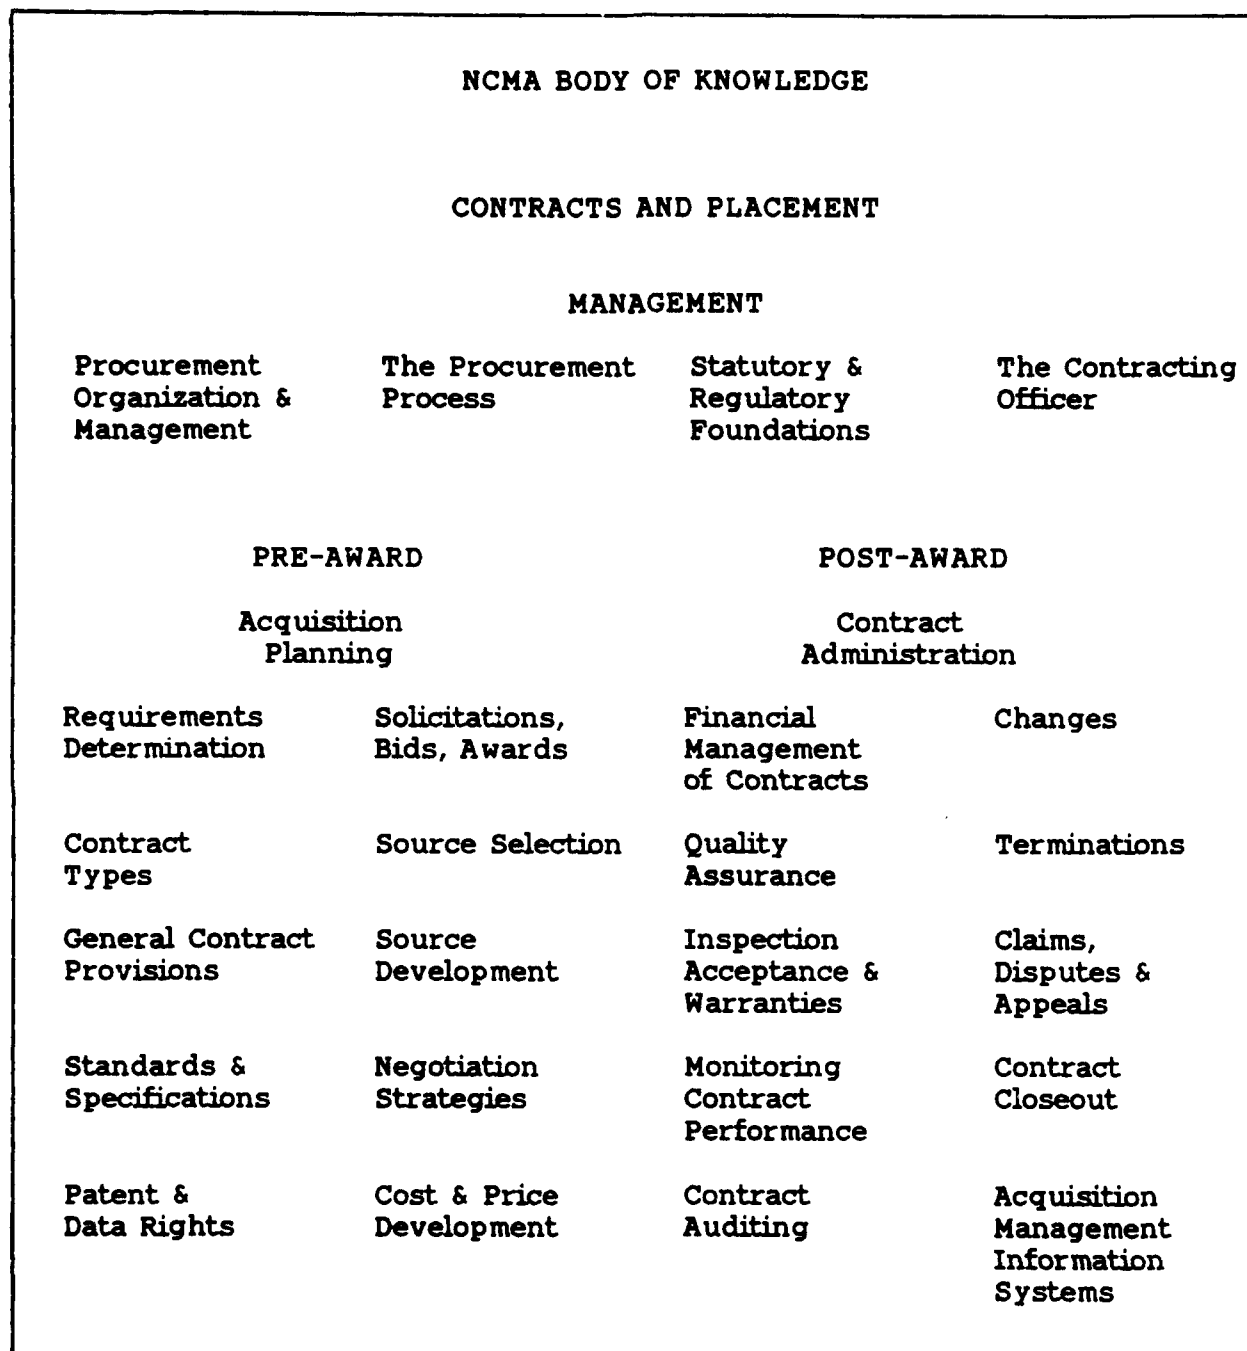 NCMA BODY OF KNOWLEDGE
CONTRACTS AND PLACEMENT
MANAGEMENT
Procurement
Organization &
Management
The Procurement
Process
Statutory &
Regulatory
Foundations
The Contracting
Officer
PRE-AWARD
Acquisition
Planning
Requirements
Determination
Solicitations,
Bids, Awards
Contract
Types
Source Selection
General Contract
Provisions
Source
Development
Standards &
Specifications
Negotiation
Strategies
Patent &
Data Rights
Cost & Price
Development
POST-AWARD
Contract
Administration
Financial
Management
of Contracts
Changes
Quality
Assurance
Terminations
Inspection
Acceptance &
Warranties
Claims,
Disputes &
Appeals
Monitoring
Contract
Performance
Contract
Closeout
Contract
Auditing
Acquisition
Management
Information
Systems